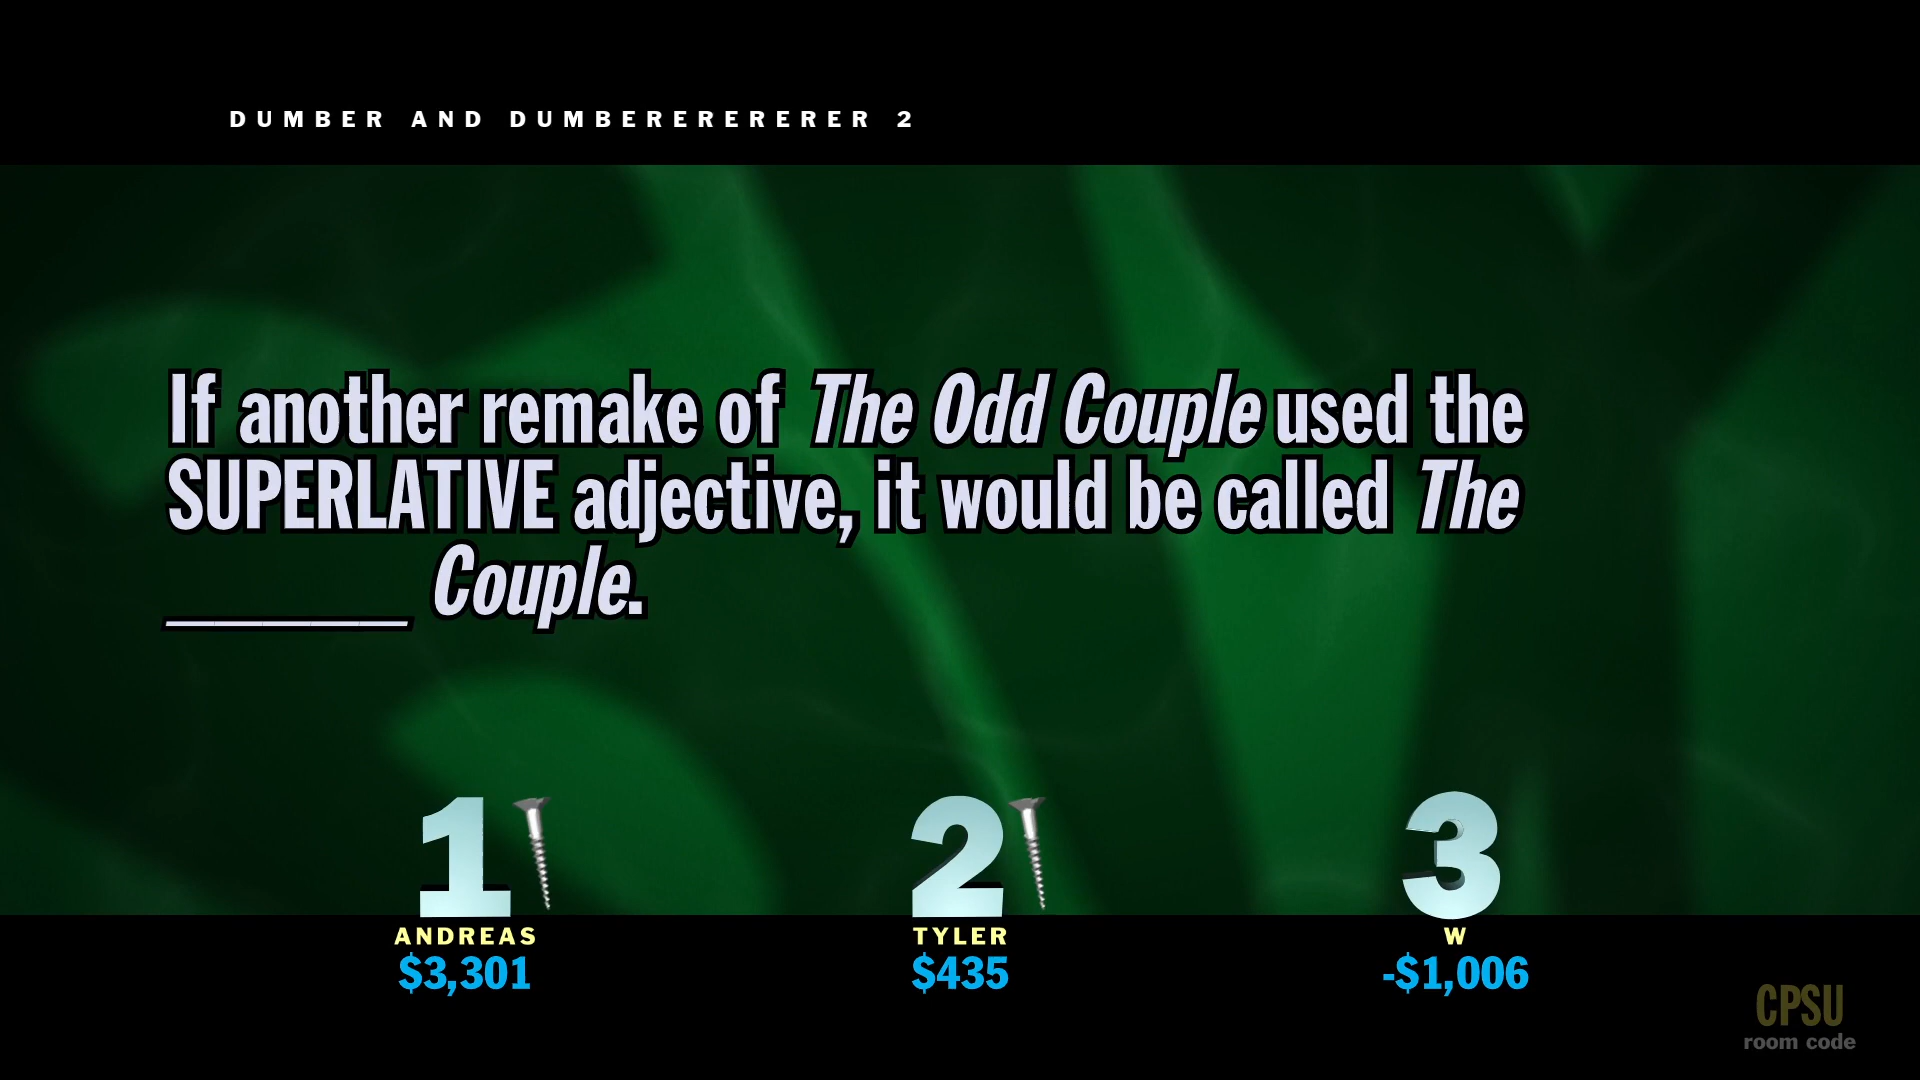 DUMBER AND DUMBERERERERER 2
If another remake of The Odd Couple used the
SUPERLATIVE adjective, it would be called The
_____ Couple.
1 2 3
ANDREAS TYLER W
$3,301 $435 -$1,006
CPSU
room code